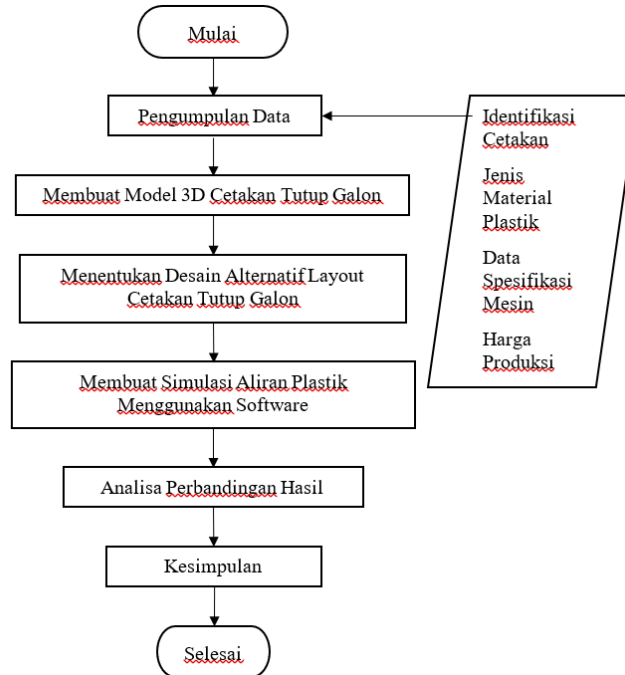 Mulai
Pengumpulan Data
Identifikasi
Cetakan
Jenis
Material
Plastik
Data
Spesifikasi
Mesin
Harga
Produksi
Membuat Model 3D Cetakan Tutup Galon
Menentukan Desain Alternatif Layout
Cetakan Tutup Galon
Membuat Simulasi Aliran Plastik
Menggunakan Software
Analisa Perbandingan Hasil
Kesimpulan
Selesai